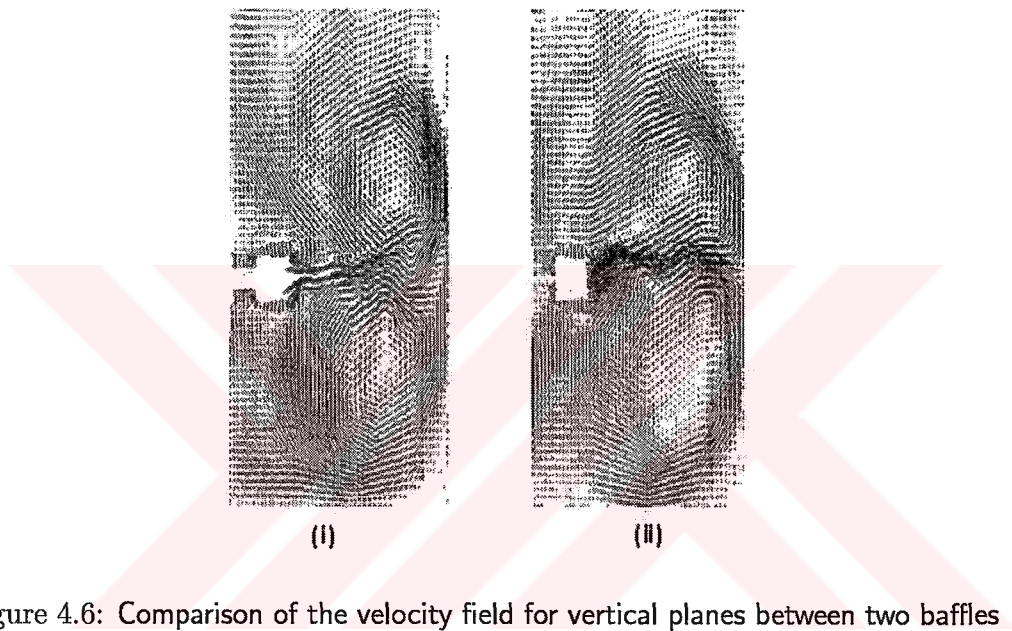 (i) (ii)
gure 4.6: Comparison of the velocity field for vertical planes between two baffles